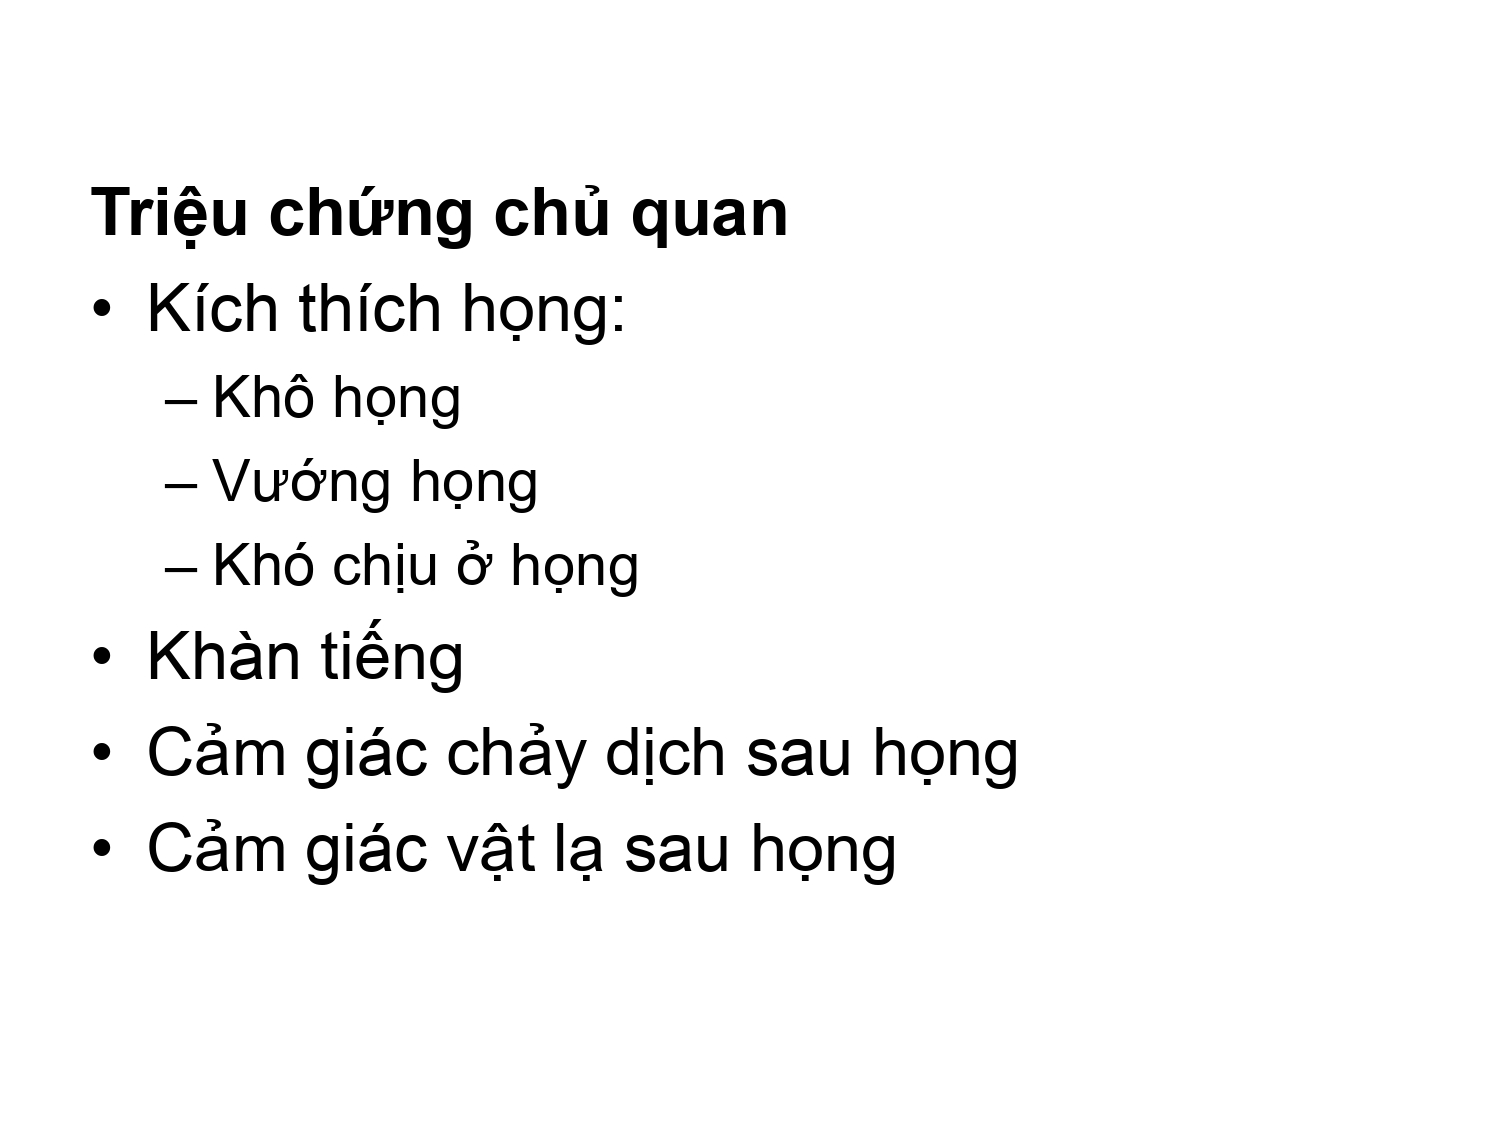 Triệu chứng chủ quan
• Kích thích họng:
– Khô họng
– Vướng họng
– Khó chịu ở họng
• Khàn tiếng
• Cảm giác chảy dịch sau họng
• Cảm giác vật lạ sau họng